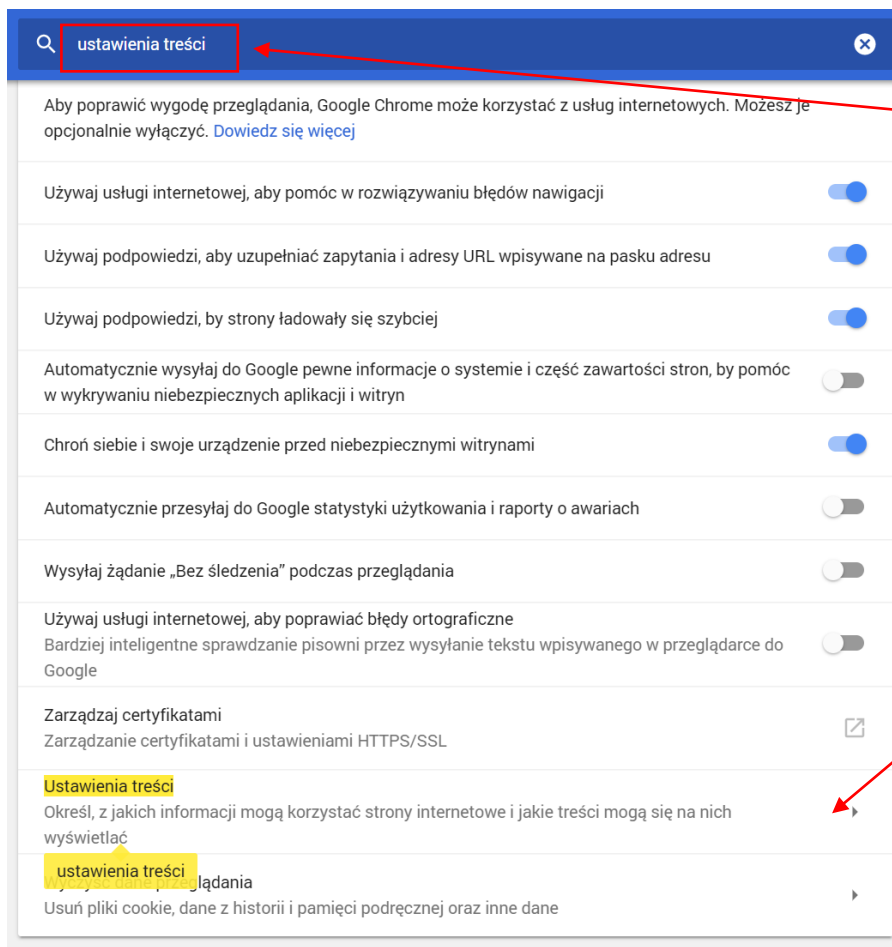 ustawienia treści
Aby poprawić wygodę przeglądania, Google Chrome może korzystać z usług internetowych. Możesz je
opcjonalnie wyłączyć. Dowiedz się więcej
Używaj usługi internetowej, aby pomóc w rozwiązywaniu błędów nawigacji
Używaj podpowiedzi, aby uzupełniać zapytania i adresy URL wpisywane na pasku adresu
Używaj podpowiedzi, by strony ładowały się szybciej
Automatycznie wysyłaj do Google pewne informacje o systemie i część zawartości stron, by pomóc
w wykrywaniu niebezpiecznych aplikacji i witryn
Chroń siebie i swoje urządzenie przed niebezpiecznymi witrynami
Automatycznie przesyłaj do Google statystyki użytkowania i raporty o awariach
Wysyłaj żądanie „Bez śledzenia” podczas przeglądania
Używaj usługi internetowej, aby poprawiać błędy ortograficzne
Bardziej inteligentne sprawdzanie pisowni przez wysyłanie tekstu wpisywanego w przeglądarce do
Google
Zarządzaj certyfikatami
Zarządzanie certyfikatami i ustawieniami HTTPS/SSL
Ustawienia treści
Określ, z jakich informacji mogą korzystać strony internetowe i jakie treści mogą się na nich
wyświetlać
ustawienia treści
Wyczyść dane przeglądania
Usuń pliki cookie, dane z historii i pamięci podręcznej oraz inne dane